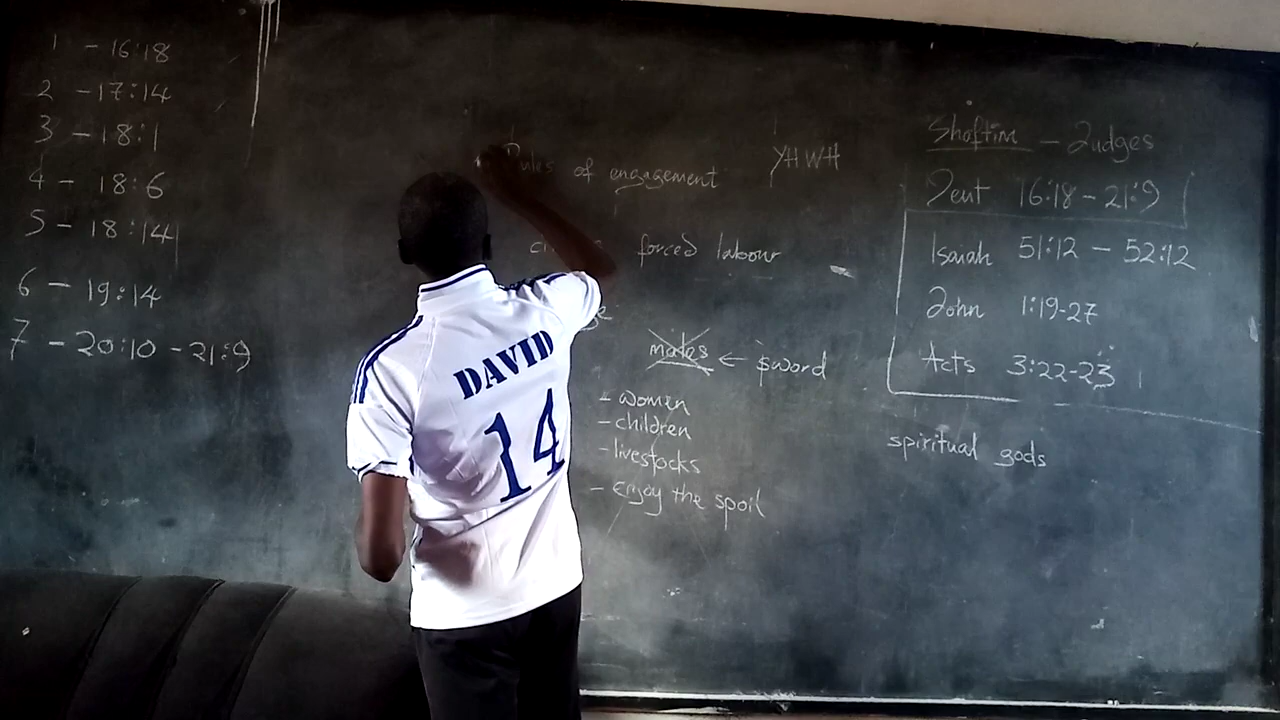 1 - 16:18
2 - 17:14
3 - 18:1
4 - 18:6
5 - 18:14
6 - 19:14
7 - 20:10 - 21:9
Rules of engagement
YHWH
forced labour
males ← sword
- women
- children
- livestocks
- Enjoy the spoil
DAVID
14
Shoftim - Judges
Deut 16:18 - 21:9
Isaiah 51:12 - 52:12
John 1:19-27
Acts 3:22-23
spiritual gods